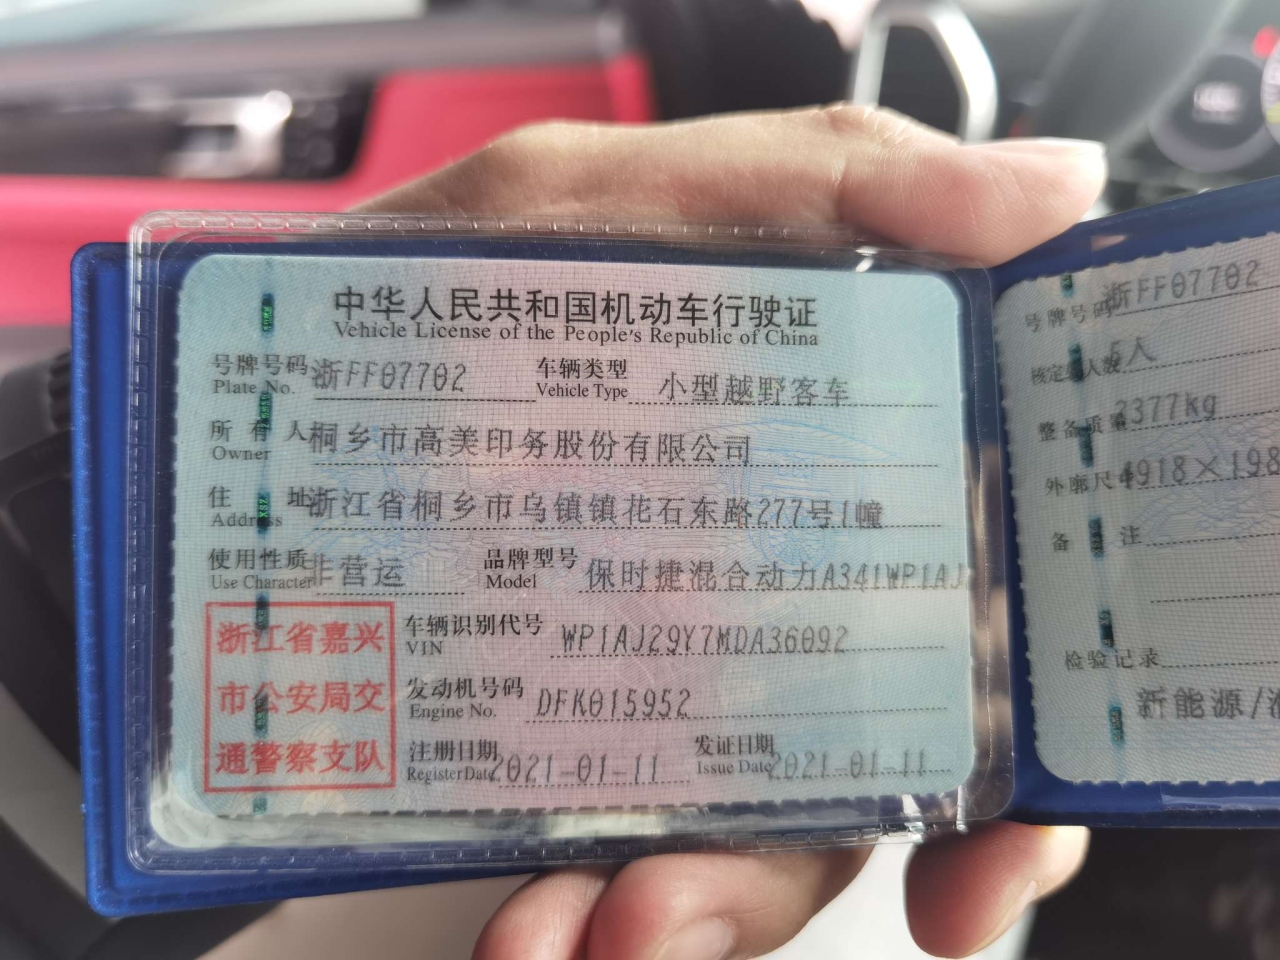 中华人民共和国机动车行驶证
Vehicle License of the People's Republic of China
号牌号码 浙FF07702 车辆类型 小型越野客车
Plate No. Vehicle Type
所有人 桐乡市高美印务股份有限公司
Owner
住址 浙江省桐乡市乌镇镇花石东路277号1幢
Address
使用性质 非营运 品牌型号 保时捷混合动力A341WP1AJ
Use Character Model
浙江省嘉兴
市公安局交
通警察支队
车辆识别代号 WP1AJ29Y7MDA36092
VIN
发动机号码 DFK015952
Engine No.
注册日期 2021-01-11 发证日期 2021-01-11
Register Date Issue Date
号牌号码 浙FF07702
核定载人数 5人
整备质量 2377kg
外廓尺 4918×198
备注
检验记录
新能源/